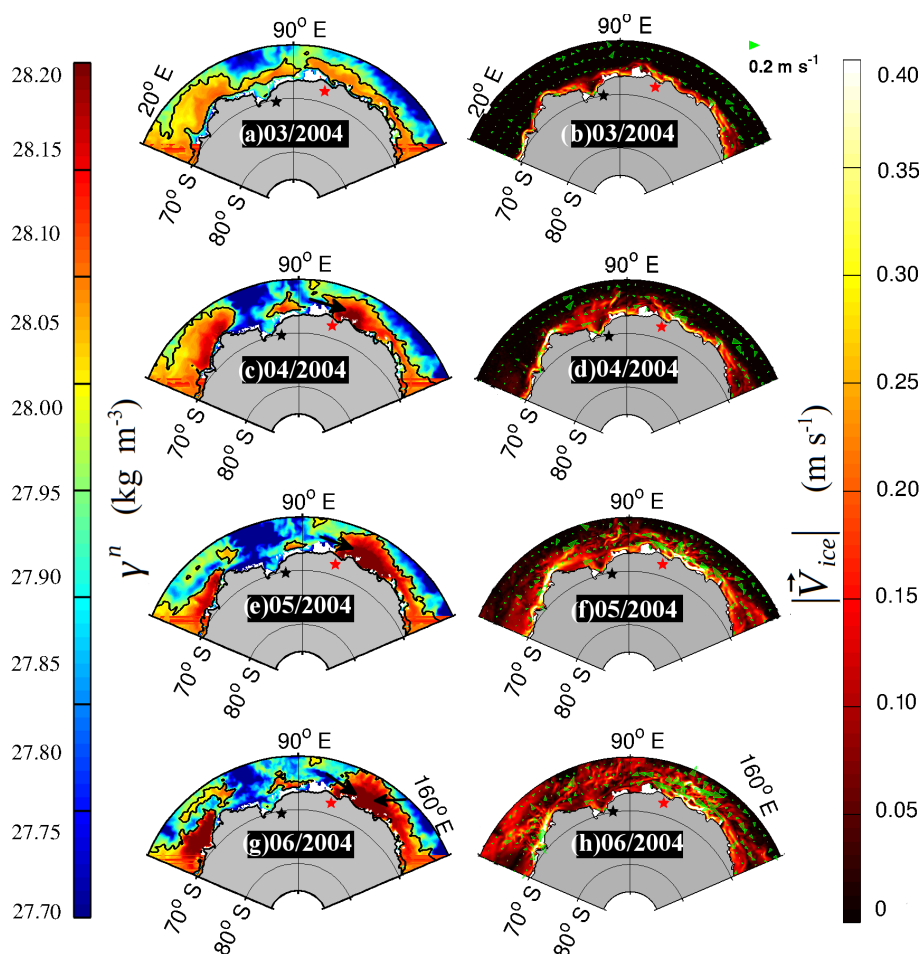 90° E
90° E
28.20
28.15
28.10
28.05
28.00
27.95
27.90
27.85
27.80
27.75
27.70
γⁿ (kg m⁻³)
20° E
(a)03/2004
70° S
80° S
20° E
(b)03/2004
70° S
80° S
0.2 m s⁻¹
90° E
(c)04/2004
70° S
80° S
90° E
(d)04/2004
70° S
80° S
90° E
(e)05/2004
70° S
80° S
90° E
(f)05/2004
70° S
80° S
90° E
160° E
(g)06/2004
70° S
80° S
90° E
160° E
(h)06/2004
70° S
80° S
0.40
0.35
0.30
0.25
0.20
0.15
0.10
0.05
0
|V⃗ice| (m s⁻¹)